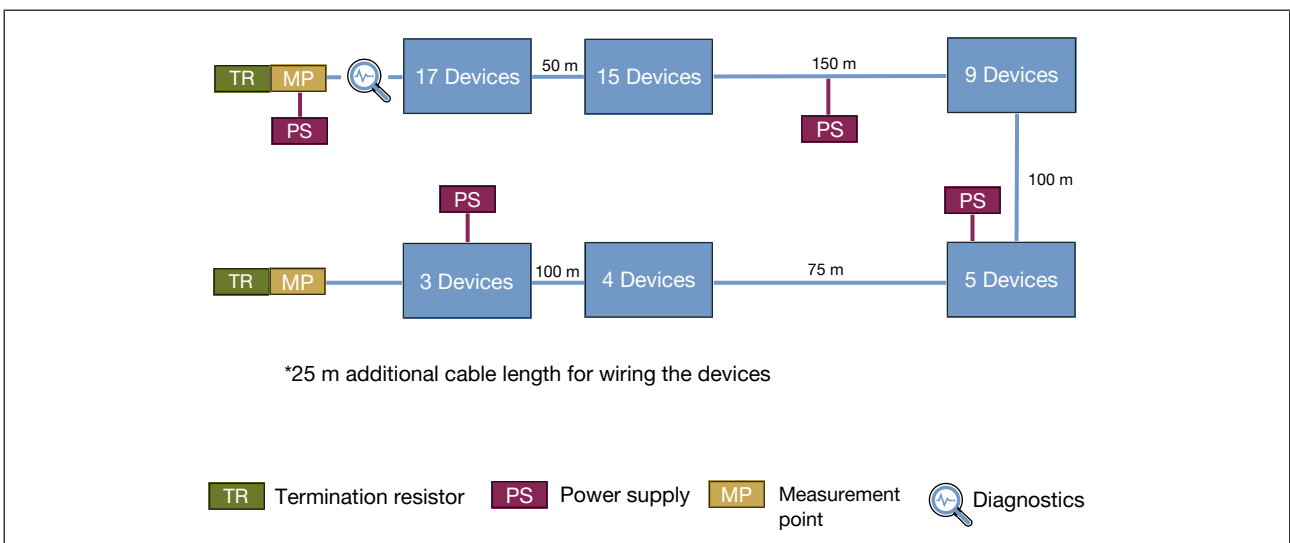 TR MP 17 Devices 50 m 15 Devices 150 m 9 Devices
PS PS
100 m
PS PS
TR MP 3 Devices 100 m 4 Devices 75 m 5 Devices
*25 m additional cable length for wiring the devices
TR Termination resistor PS Power supply MP Measurement point Diagnostics